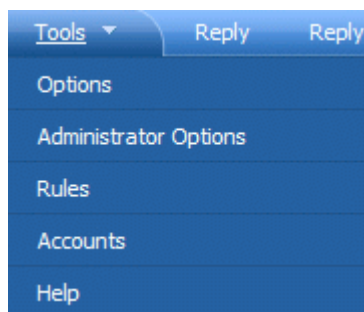 Tools Reply Reply
Options
Administrator Options
Rules
Accounts
Help